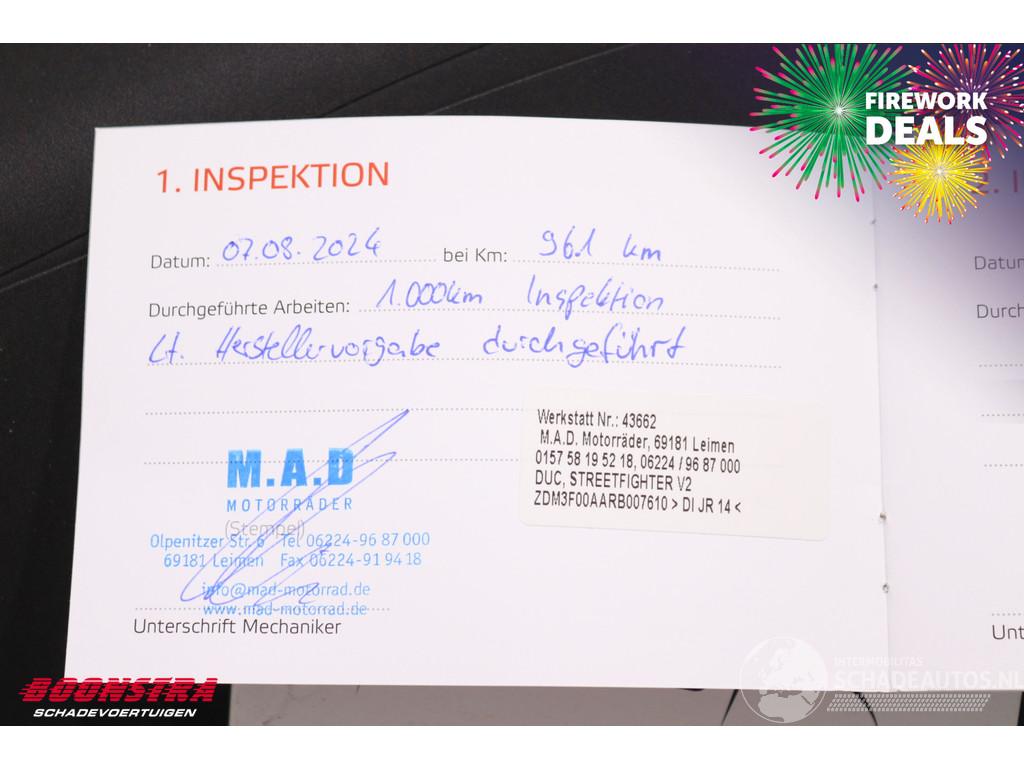 FIREWORK
DEALS
1. INSPEKTION
Datum: 07.08.2024 bei Km: 961 km
Durchgeführte Arbeiten: 1.000km Inspektion
Lt. Herstellervorgabe durchgeführt
Werkstatt Nr.: 43662
M.A.D. Motorräder, 69181 Leimen
0157 58 19 52 18, 06224 / 96 87 000
DUC, STREETFIGHTER V2
ZDM3F00AARB007610 > DI JR 14 <
M.A.D
MOTORRÄDER
(Stempel)
Olpenitzer Str. 6 Tel 06224-96 87 000
69181 Leimen Fax 06224-91 94 18
info@mad-motorrad.de
www.mad-motorrad.de
Unterschrift Mechaniker
Datum
Durch
Unt
BOONSTRA
SCHADEVOERTUIGEN
INTERMOBILITAS
SCHADEAUTOS.NL